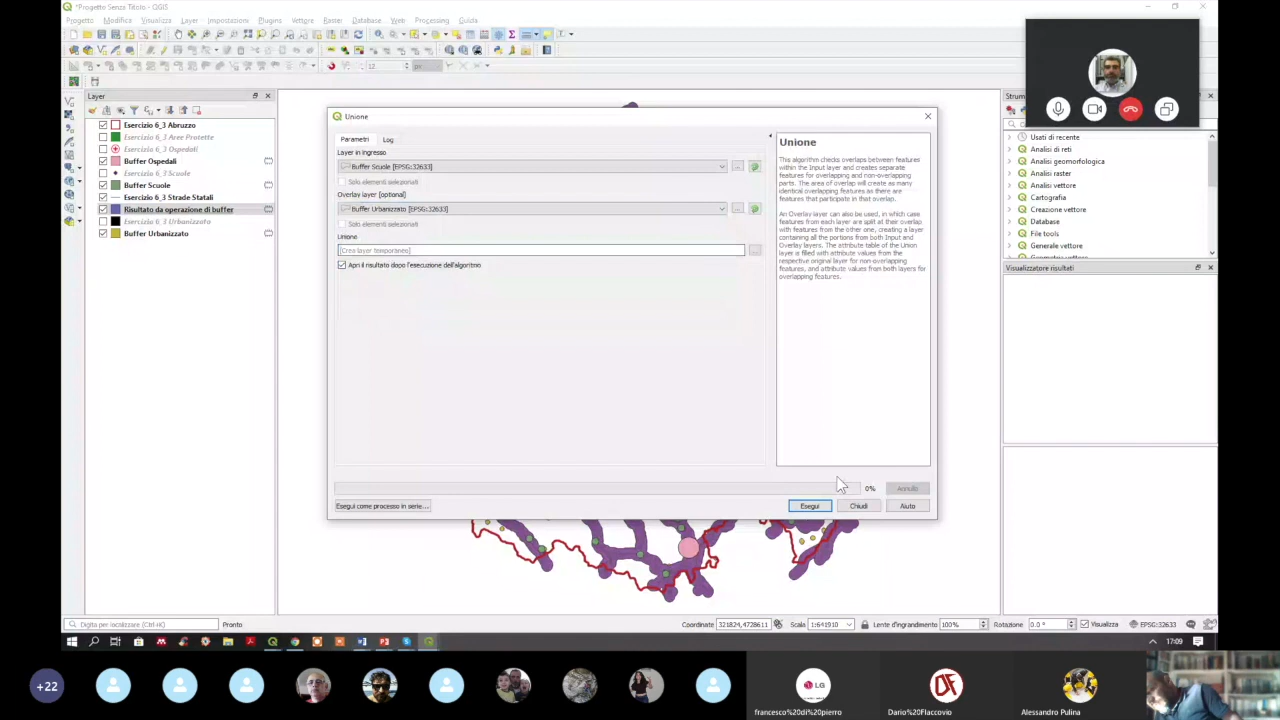 *Progetto Senza Titolo - QGIS
Progetto Modifica Visualizza Layer Impostazioni Plugins Vettore Raster Database Web Processing Guida
Layer
Esercizio 6_3 Abruzzo
Esercizio 6_3 Aree Protette
Esercizio 6_3 Ospedali
Buffer Ospedali
Esercizio 6_3 Scuole
Buffer Scuole
Esercizio 6_3 Strade Statali
Risultato da operazione di buffer
Esercizio 6_3 Urbanizzato
Buffer Urbanizzato
Unione
Parametri Log
Layer in ingresso
Buffer Scuole [EPSG:32633]
Solo elementi selezionati
Overlay layer [optional]
Buffer Urbanizzato [EPSG:32633]
Solo elementi selezionati
Unione
[Crea layer temporaneo]
Apri il risultato dopo l'esecuzione dell'algoritmo
0%
Annulla
Esegui come processo in serie...
Esegui
Chiudi
Aiuto
Unione
This algorithm checks overlaps between features
within the Input layer and creates separate
features for overlapping and non-overlapping
parts. The area of overlap will create as many
identical overlapping features as there are
features that participate in that overlap.
An Overlay layer can also be used, in which case
features from each layer are split at their overlap
with features from the other one, creating a layer
containing all the portions from both Input and
Overlay layers. The attribute table of the Union
layer is filled with attribute values from the
respective original layer for non-overlapping
features, and attribute values from both layers for
overlapping features.
Usati di recente
Analisi di reti
Analisi geomorfologica
Analisi raster
Analisi vettore
Cartografia
Creazione vettore
Database
File tools
Generale vettore
Visualizzatore risultati
Digita per localizzare (Ctrl+K)
Pronto
Coordinate 321824,4728611
Scala 1:641910
Lente d'ingrandimento 100%
Rotazione 0.0 °
Visualizza
EPSG:32633
17:09
+22
LG
francesco%20di%20pierro
DF
Dario%20Flaccovio
Alessandro Pulina